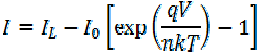 I = I_L - I_0 [exp(qV/nkT) - 1]